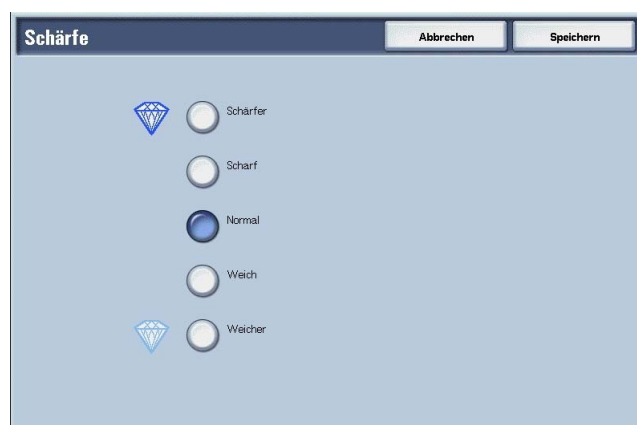 Schärfe
Abbrechen
Speichern
Schärfer
Scharf
Normal
Weich
Weicher